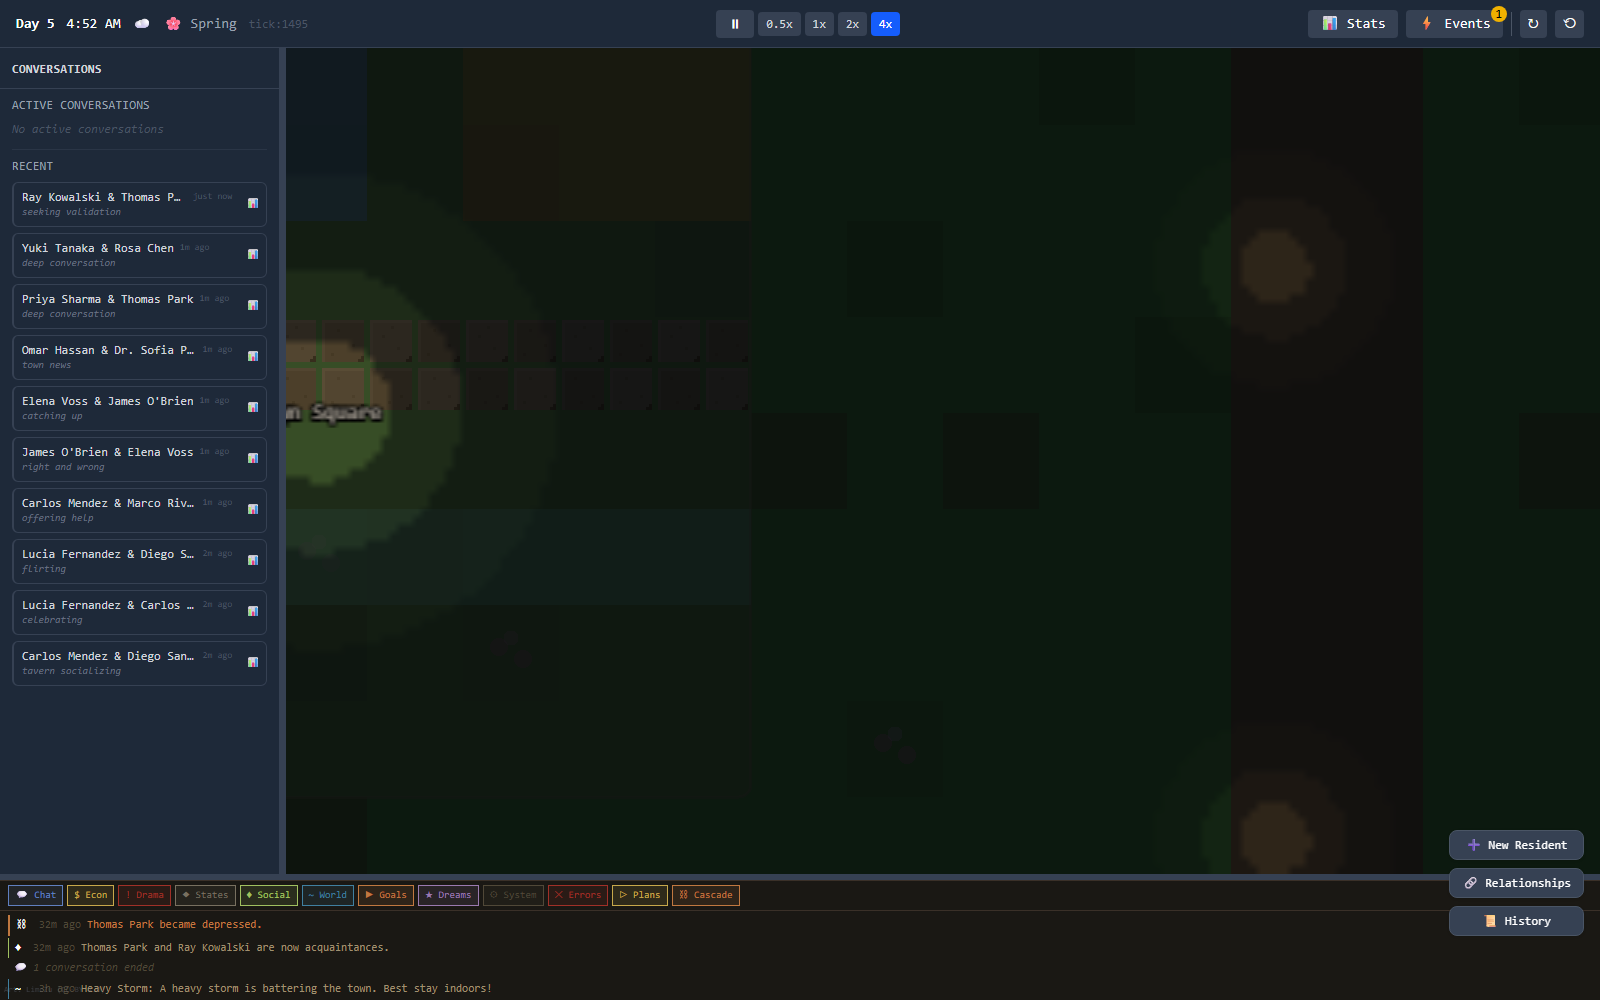 Day 5 4:52 AM Spring tick:1495
0.5x 1x 2x 4x
Stats
Events 1
CONVERSATIONS
ACTIVE CONVERSATIONS
No active conversations
RECENT
Ray Kowalski & Thomas P… just now
seeking validation
Yuki Tanaka & Rosa Chen 1m ago
deep conversation
Priya Sharma & Thomas Park 1m ago
deep conversation
Omar Hassan & Dr. Sofia P… 1m ago
town news
Elena Voss & James O'Brien 1m ago
catching up
James O'Brien & Elena Voss 1m ago
right and wrong
Carlos Mendez & Marco Riv… 1m ago
offering help
Lucia Fernandez & Diego S… 2m ago
flirting
Lucia Fernandez & Carlos … 2m ago
celebrating
Carlos Mendez & Diego San… 2m ago
tavern socializing
Square
New Resident
Relationships
History
Chat $ Econ ! Drama States Social ~ World Goals Dreams System Errors Plans Cascade
32m ago Thomas Park became depressed.
32m ago Thomas Park and Ray Kowalski are now acquaintances.
1 conversation ended
~ 3h ago Heavy Storm: A heavy storm is battering the town. Best stay indoors!